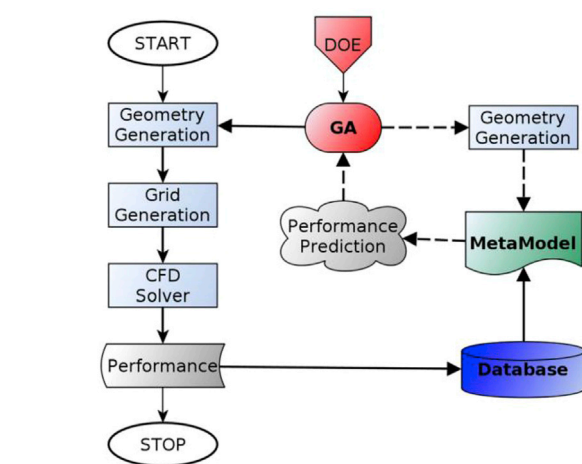 START
DOE
Geometry
Generation
GA
Geometry
Generation
Grid
Generation
Performance
Prediction
MetaModel
CFD
Solver
Performance
Database
STOP